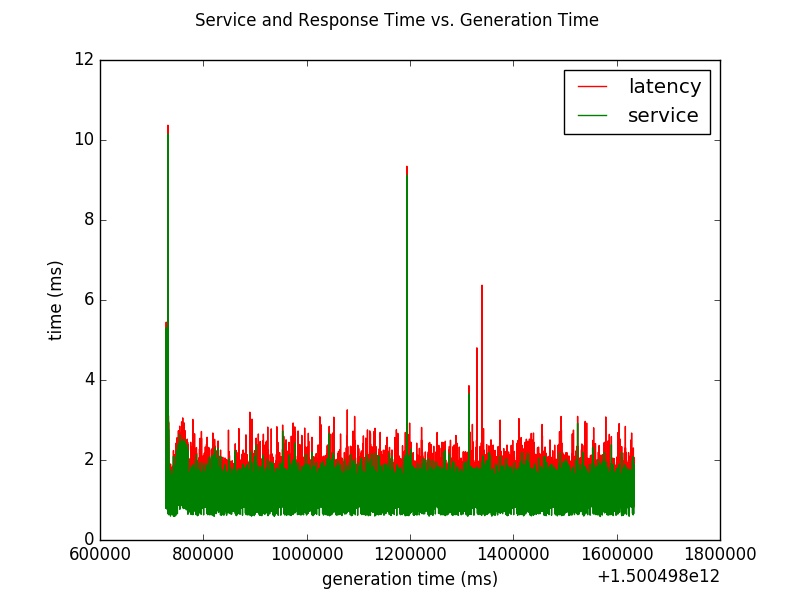 Service and Response Time vs. Generation Time
12
10
8
6
4
2
0
time (ms)
latency
service
600000 800000 1000000 1200000 1400000 1600000 1800000
generation time (ms)
+1.500498e12